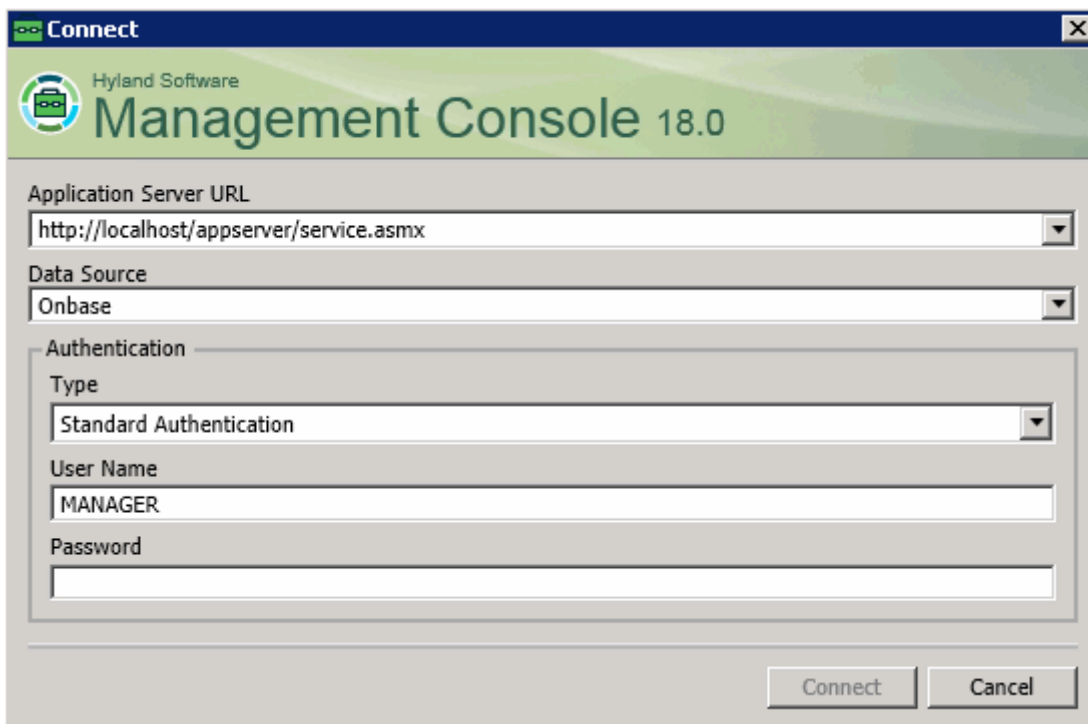 Connect
Hyland Software
Management Console 18.0
Application Server URL
http://localhost/appserver/service.asmx
Data Source
Onbase
Authentication
Type
Standard Authentication
User Name
MANAGER
Password
Connect Cancel